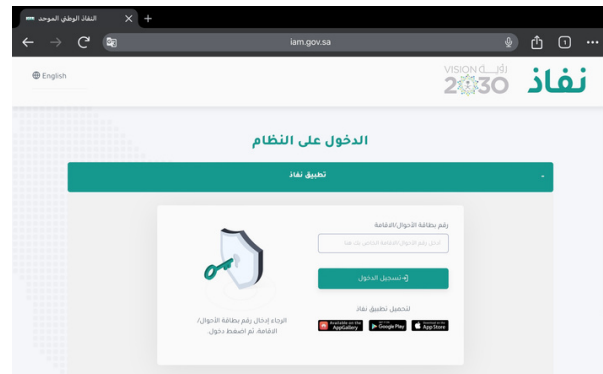 النفاذ الوطني الموحد
iam.gov.sa
English
VISION رؤيـــة
2030
نفاذ
الدخول على النظام
تطبيق نفاذ
رقم بطاقة الأحوال/الاقامة
تسجيل الدخول
لتحميل تطبيق نفاذ
AppGallery
Google Play
App Store
الرجاء إدخال رقم بطاقة الأحوال/
الاقامة، ثم اضغط دخول.